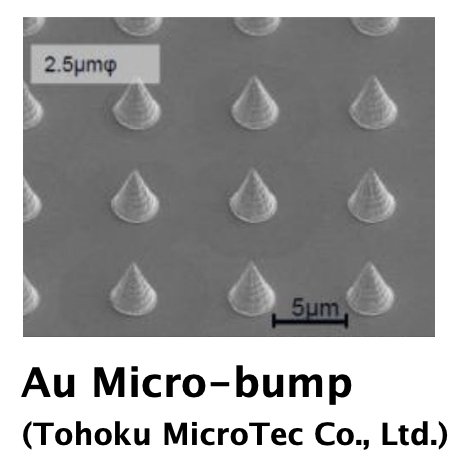 2.5μmφ
5μm
Au Micro-bump
(Tohoku MicroTec Co., Ltd.)